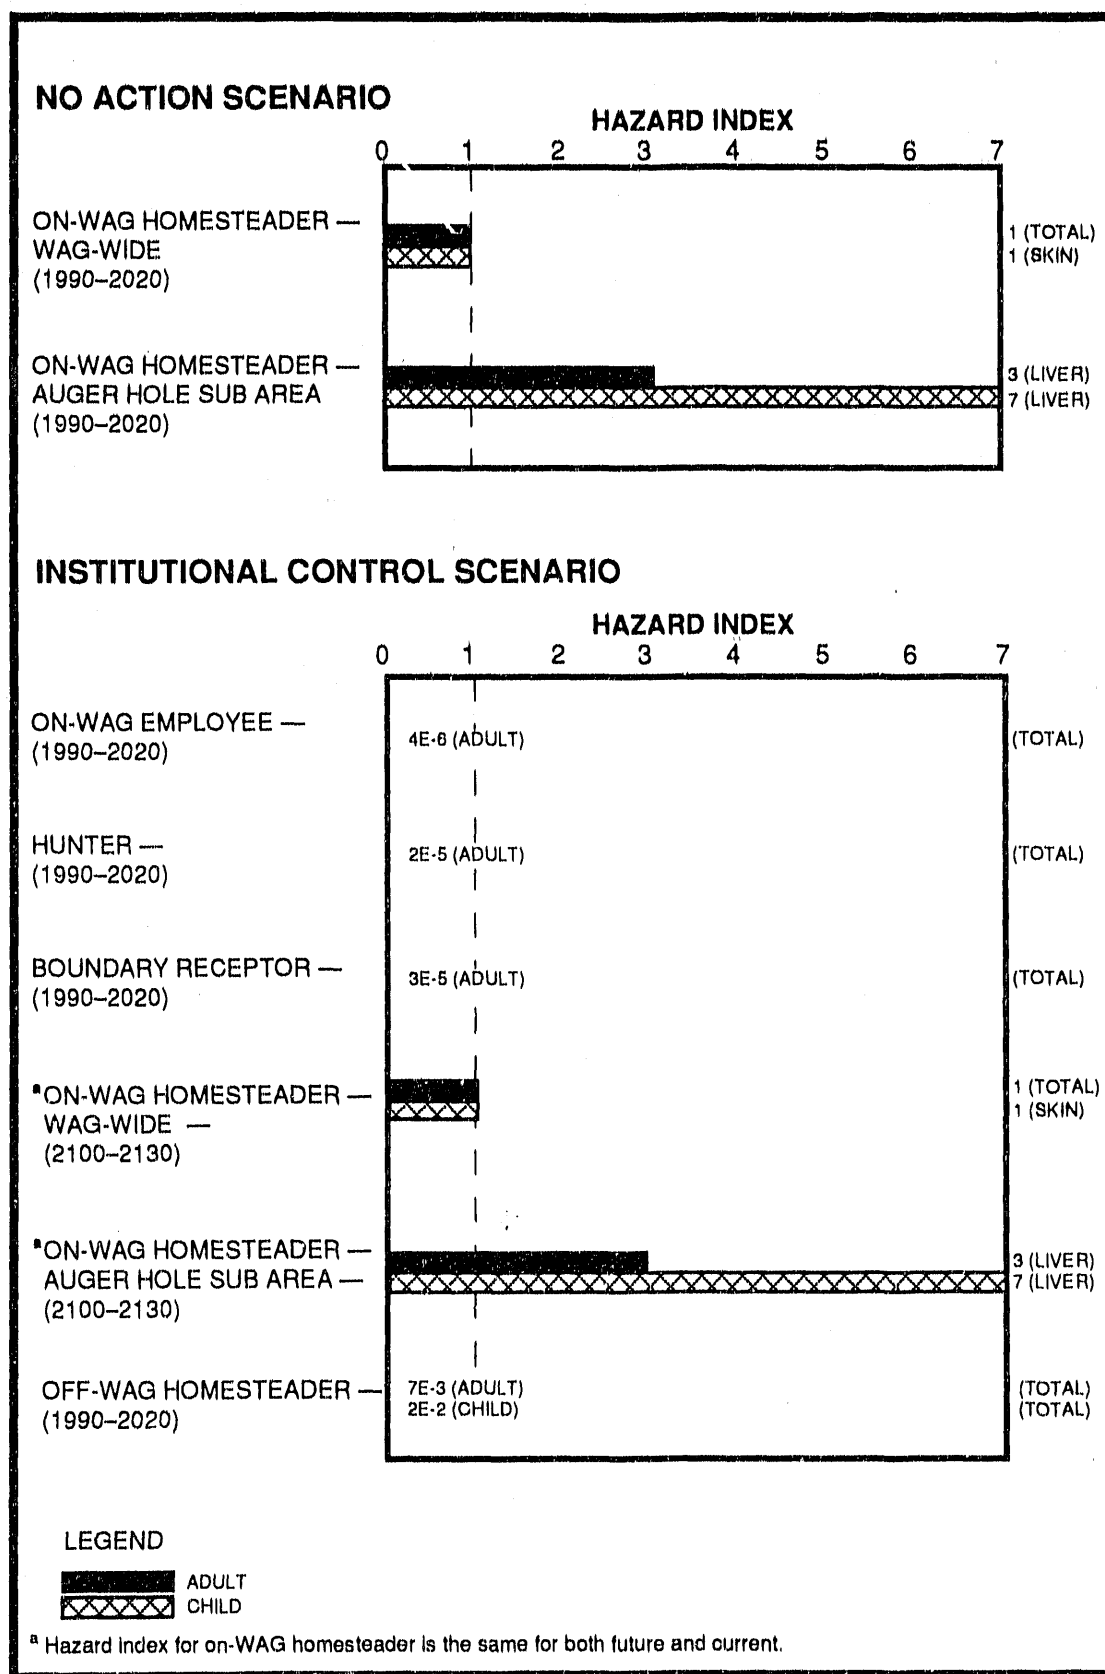 NO ACTION SCENARIO
HAZARD INDEX
0 1 2 3 4 5 6 7
ON-WAG HOMESTEADER —
WAG-WIDE
(1990–2020)
1 (TOTAL)
1 (SKIN)
ON-WAG HOMESTEADER —
AUGER HOLE SUB AREA
(1990–2020)
3 (LIVER)
7 (LIVER)
INSTITUTIONAL CONTROL SCENARIO
HAZARD INDEX
0 1 2 3 4 5 6 7
ON-WAG EMPLOYEE —
(1990–2020)
4E-6 (ADULT)
(TOTAL)
HUNTER —
(1990–2020)
2E-5 (ADULT)
(TOTAL)
BOUNDARY RECEPTOR —
(1990–2020)
3E-5 (ADULT)
(TOTAL)
ᵃON-WAG HOMESTEADER —
WAG-WIDE —
(2100–2130)
1 (TOTAL)
1 (SKIN)
ᵃON-WAG HOMESTEADER —
AUGER HOLE SUB AREA —
(2100–2130)
3 (LIVER)
7 (LIVER)
OFF-WAG HOMESTEADER —
(1990–2020)
7E-3 (ADULT)
2E-2 (CHILD)
(TOTAL)
(TOTAL)
LEGEND
ADULT
CHILD
ᵃ Hazard index for on-WAG homesteader is the same for both future and current.